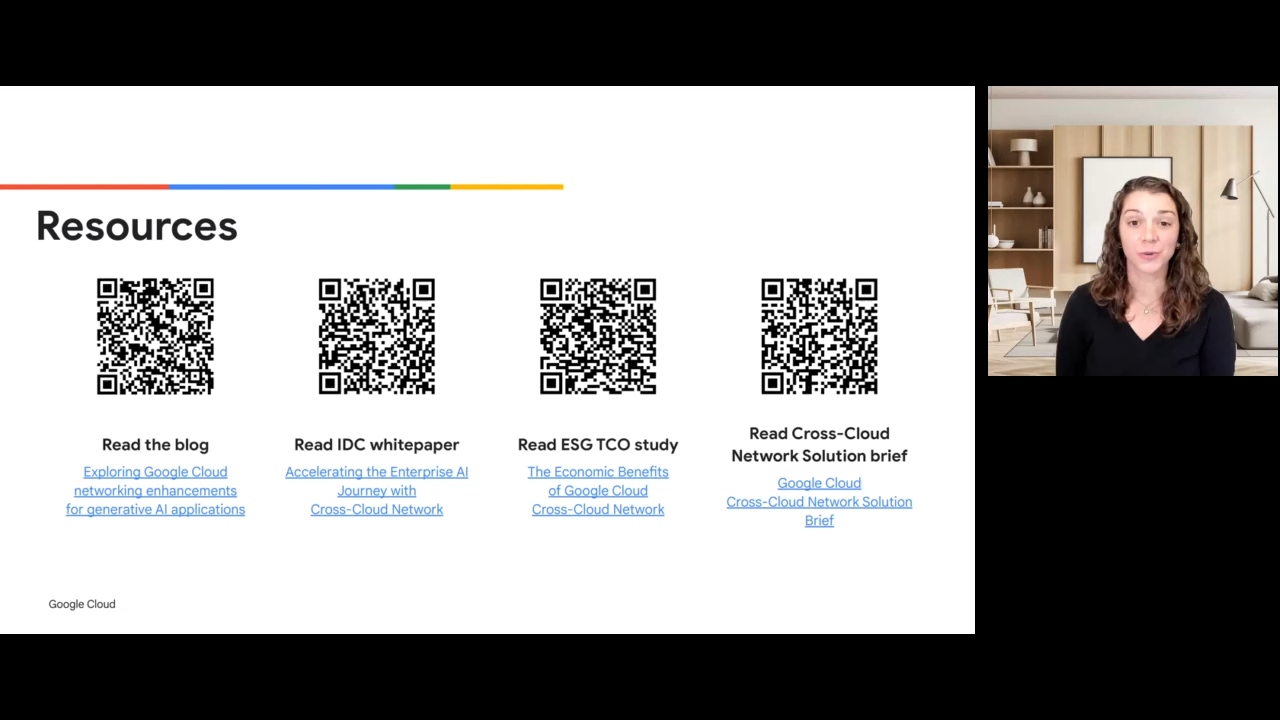 Resources
Read the blog
Exploring Google Cloud
networking enhancements
for generative AI applications
Read IDC whitepaper
Accelerating the Enterprise AI
Journey with
Cross-Cloud Network
Read ESG TCO study
The Economic Benefits
of Google Cloud
Cross-Cloud Network
Read Cross-Cloud
Network Solution brief
Google Cloud
Cross-Cloud Network Solution
Brief
Google Cloud